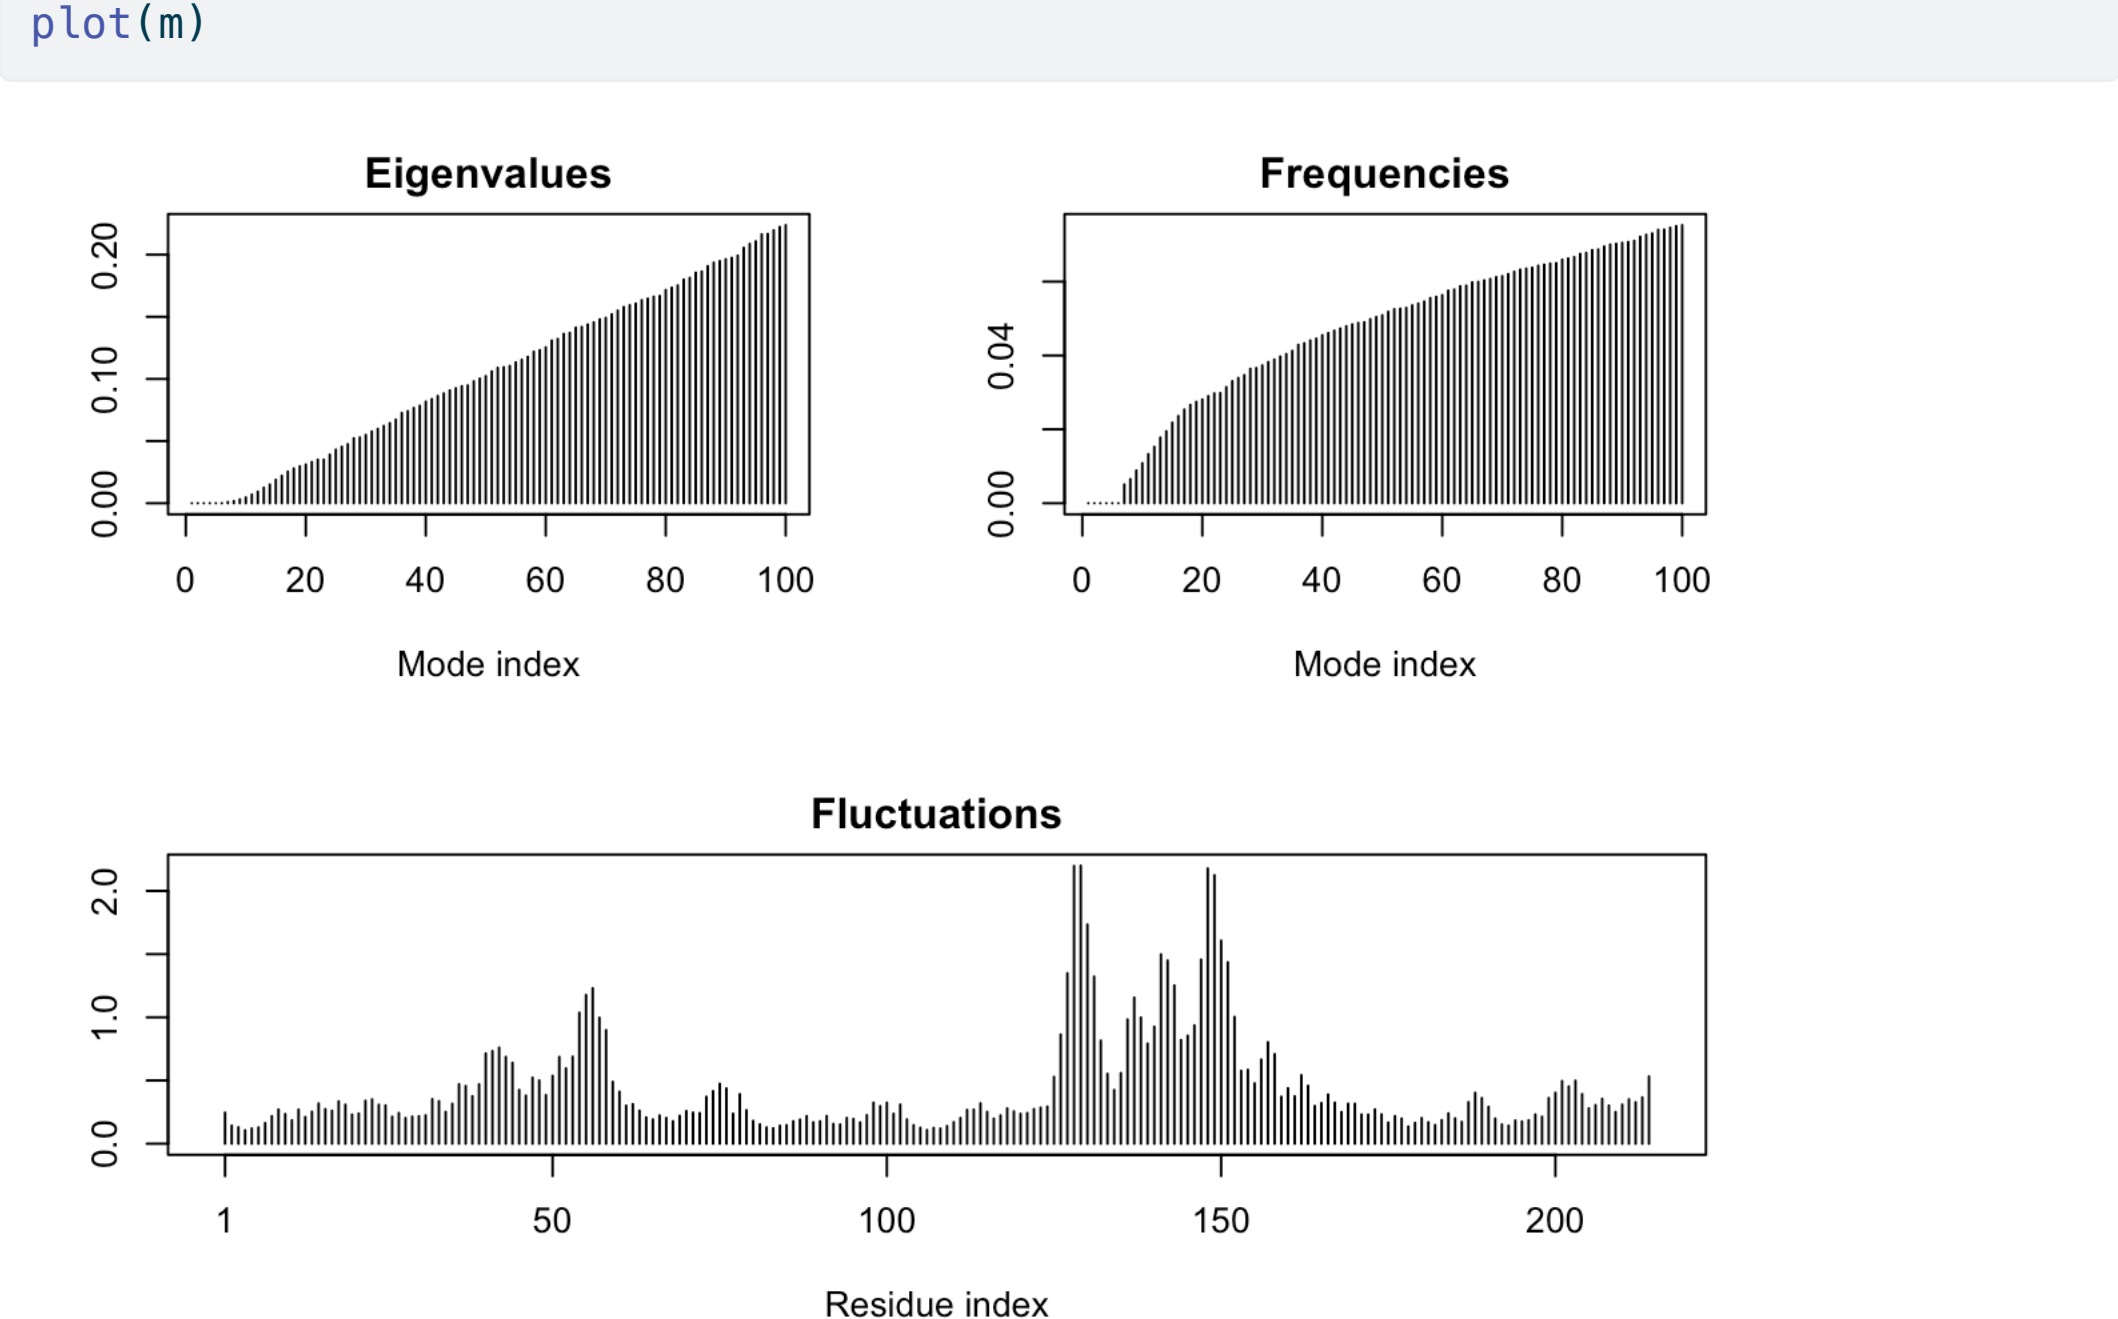 plot(m)
Eigenvalues
0.00 0.10 0.20
0 20 40 60 80 100
Mode index
Frequencies
0.00 0.04
0 20 40 60 80 100
Mode index
Fluctuations
0.0 1.0 2.0
1 50 100 150 200
Residue index